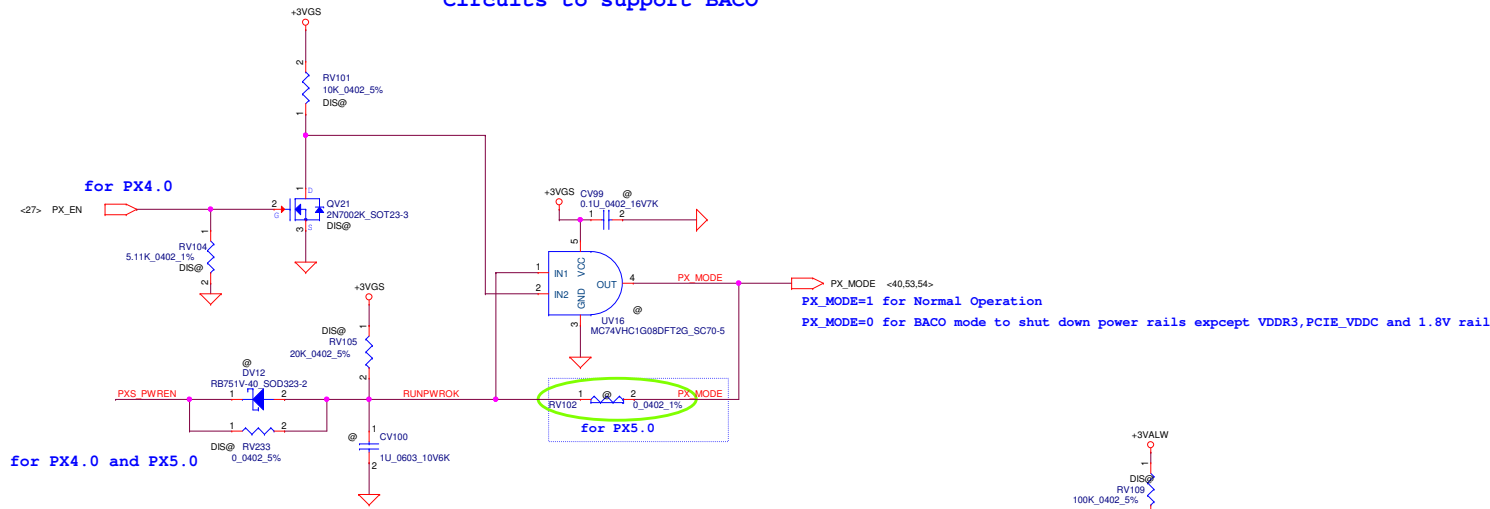 Circuits to support BACO
+3VGS
2
RV101
10K_0402_5%
DIS@
1
for PX4.0
<27> PX_EN
1
D
2
G
QV21
2N7002K_SOT23-3
DIS@
3
S
1
RV104
5.11K_0402_1%
DIS@
2
+3VGS
CV99
@
0.1U_0402_16V7K
1
2
5
1
IN1
VCC
2
IN2
OUT
4
PX_MODE
GND
3
@
UV16
MC74VHC1G08DFT2G_SC70-5
PX_MODE <40,53,54>
PX_MODE=1 for Normal Operation
PX_MODE=0 for BACO mode to shut down power rails expcept VDDR3,PCIE_VDDC and 1.8V rail
+3VGS
1
DIS@
RV105
20K_0402_5%
2
@
DV12
RB751V-40_SOD323-2
PXS_PWREN
1
2
RUNPWROK
1
@
2
PX_MODE
RV102
0_0402_1%
for PX5.0
1
2
DIS@
RV233
0_0402_5%
@
1
CV100
1U_0603_10V6K
2
for PX4.0 and PX5.0
+3VALW
1
DIS@
RV109
100K_0402_5%